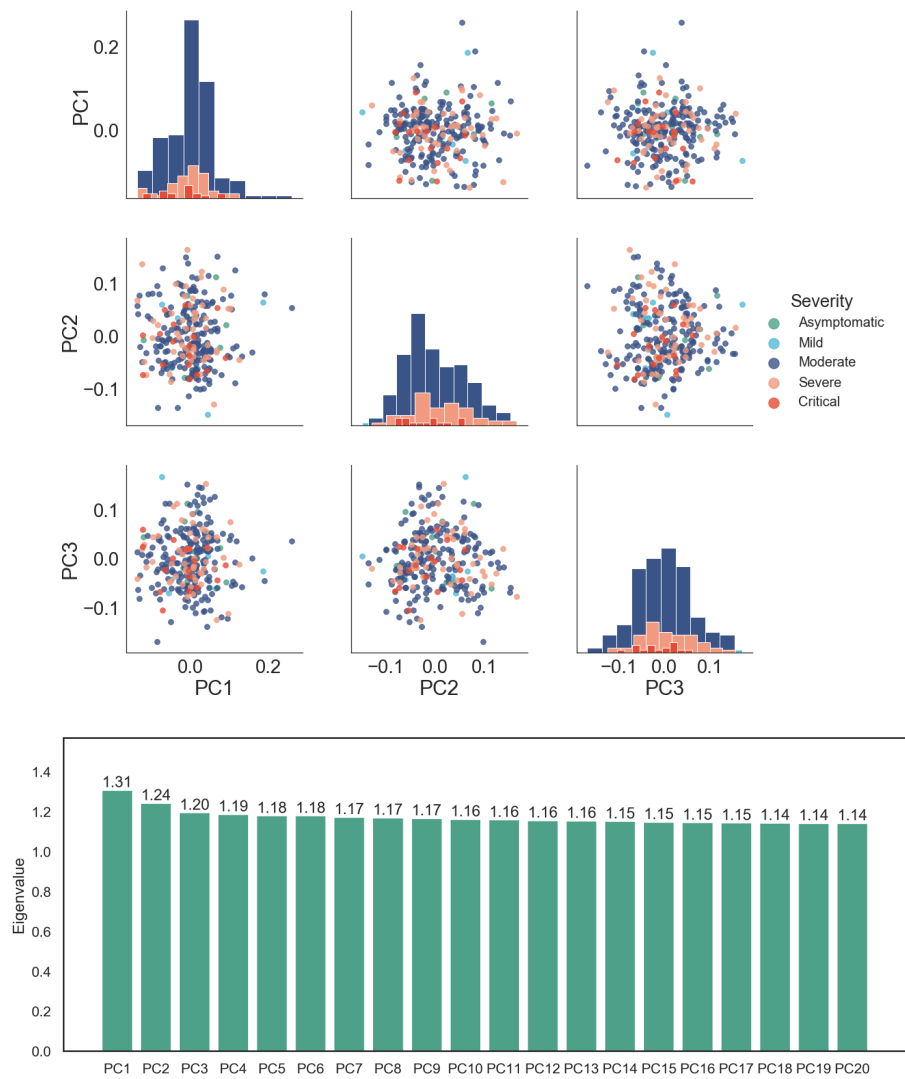 PC1
0.2
0.0
PC2
0.1
0.0
−0.1
Severity
Asymptomatic
Mild
Moderate
Severe
Critical
PC3
0.1
0.0
−0.1
0.0 0.2
PC1
−0.1 0.0 0.1
PC2
−0.1 0.0 0.1
PC3
Eigenvalue
1.4
1.2
1.0
0.8
0.6
0.4
0.2
0.0
1.31 1.24 1.20 1.19 1.18 1.18 1.17 1.17 1.17 1.16 1.16 1.16 1.16 1.15 1.15 1.15 1.15 1.14 1.14 1.14
PC1 PC2 PC3 PC4 PC5 PC6 PC7 PC8 PC9 PC10 PC11 PC12 PC13 PC14 PC15 PC16 PC17 PC18 PC19 PC20